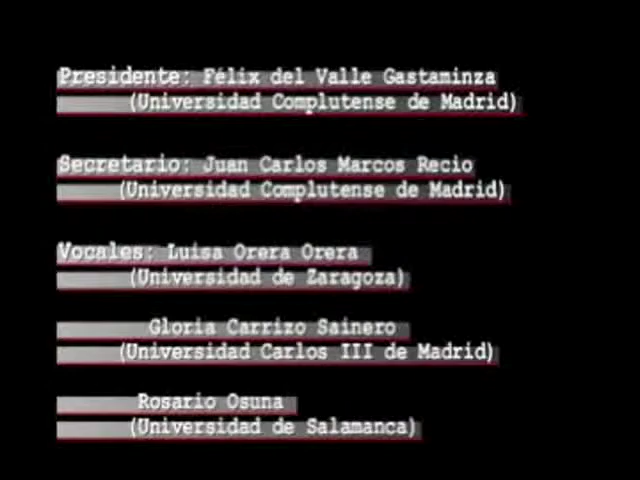 Presidente: Félix del Valle Gastaminza
(Universidad Complutense de Madrid)
Secretario: Juan Carlos Marcos Recio
(Universidad Complutense de Madrid)
Vocales: Luisa Orera Orera
(Universidad de Zaragoza)
Gloria Carrizo Sainero
(Universidad Carlos III de Madrid)
Rosario Osuna
(Universidad de Salamanca)